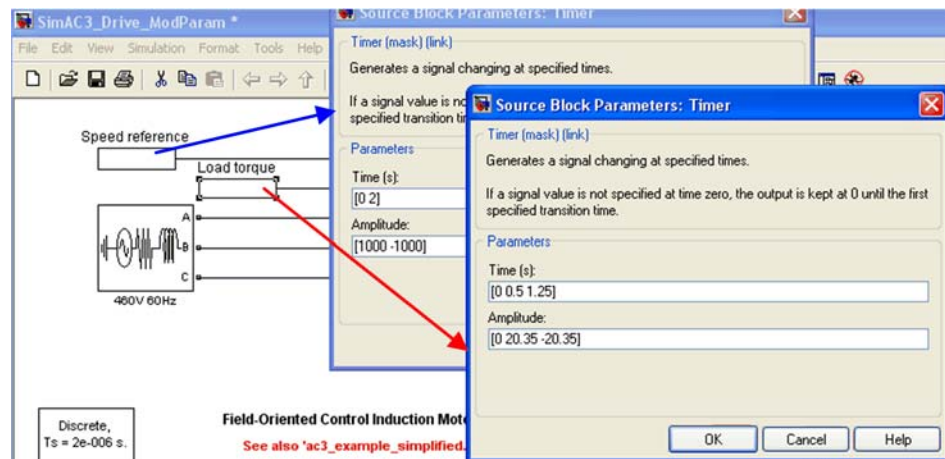 SimAC3_Drive_ModParam *
File Edit View Simulation Format Tools Help
Source Block Parameters: Timer
Timer (mask) (link)
Generates a signal changing at specified times.
If a signal value is
specified transition
Parameters
Time (s):
[0 2]
Amplitude:
[1000 -1000]
Source Block Parameters: Timer
Timer (mask) (link)
Generates a signal changing at specified times.
If a signal value is not specified at time zero, the output is kept at 0 until the first
specified transition time.
Parameters
Time (s):
[0 0.5 1.25]
Amplitude:
[0 20.35 -20.35]
OK Cancel Help
Speed reference
Load torque
A
B
C
460V 60Hz
Discrete,
Ts = 2e-006 s.
Field-Oriented Control Induction
See also 'ac3_example_simplified.